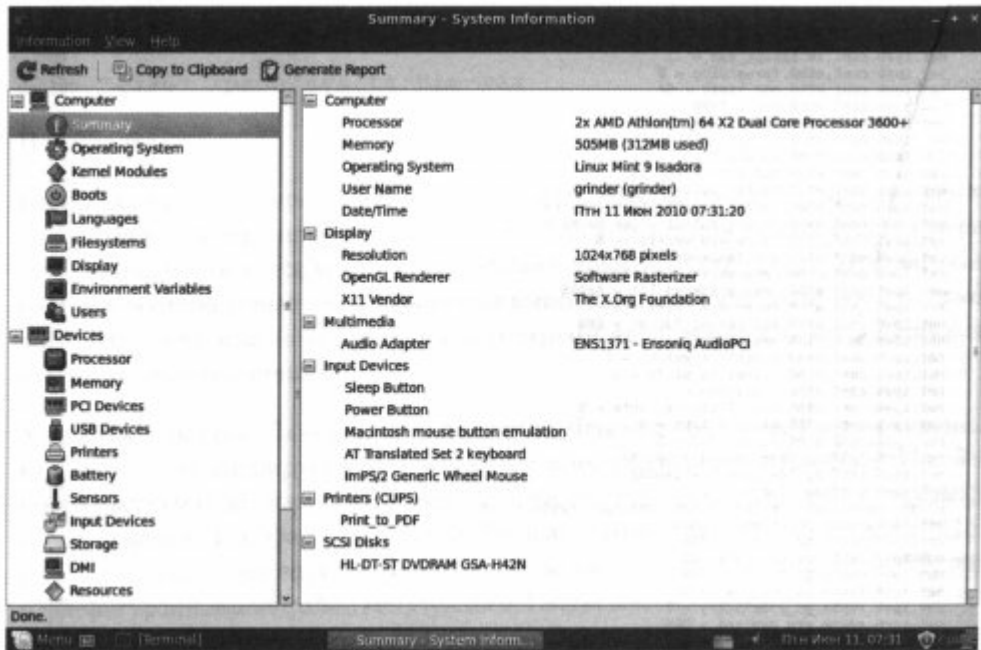 Summary - System Information
Information View Help
Refresh Copy to Clipboard Generate Report
Computer
Summary
Operating System
Kernel Modules
Boots
Languages
Filesystems
Display
Environment Variables
Users
Devices
Processor
Memory
PCI Devices
USB Devices
Printers
Battery
Sensors
Input Devices
Storage
DMI
Resources
Computer
Processor 2x AMD Athlon(tm) 64 X2 Dual Core Processor 3600+
Memory 505MB (312MB used)
Operating System Linux Mint 9 Isadora
User Name grinder (grinder)
Date/Time Птн 11 Июн 2010 07:31:20
Display
Resolution 1024x768 pixels
OpenGL Renderer Software Rasterizer
X11 Vendor The X.Org Foundation
Multimedia
Audio Adapter ENS1371 - Ensoniq AudioPCI
Input Devices
Sleep Button
Power Button
Macintosh mouse button emulation
AT Translated Set 2 keyboard
ImPS/2 Generic Wheel Mouse
Printers (CUPS)
Print_to_PDF
SCSI Disks
HL-DT-ST DVDRAM GSA-H42N
Done.
Menu [Terminal] Summary - System Inform... Птн Июн 11, 07:31